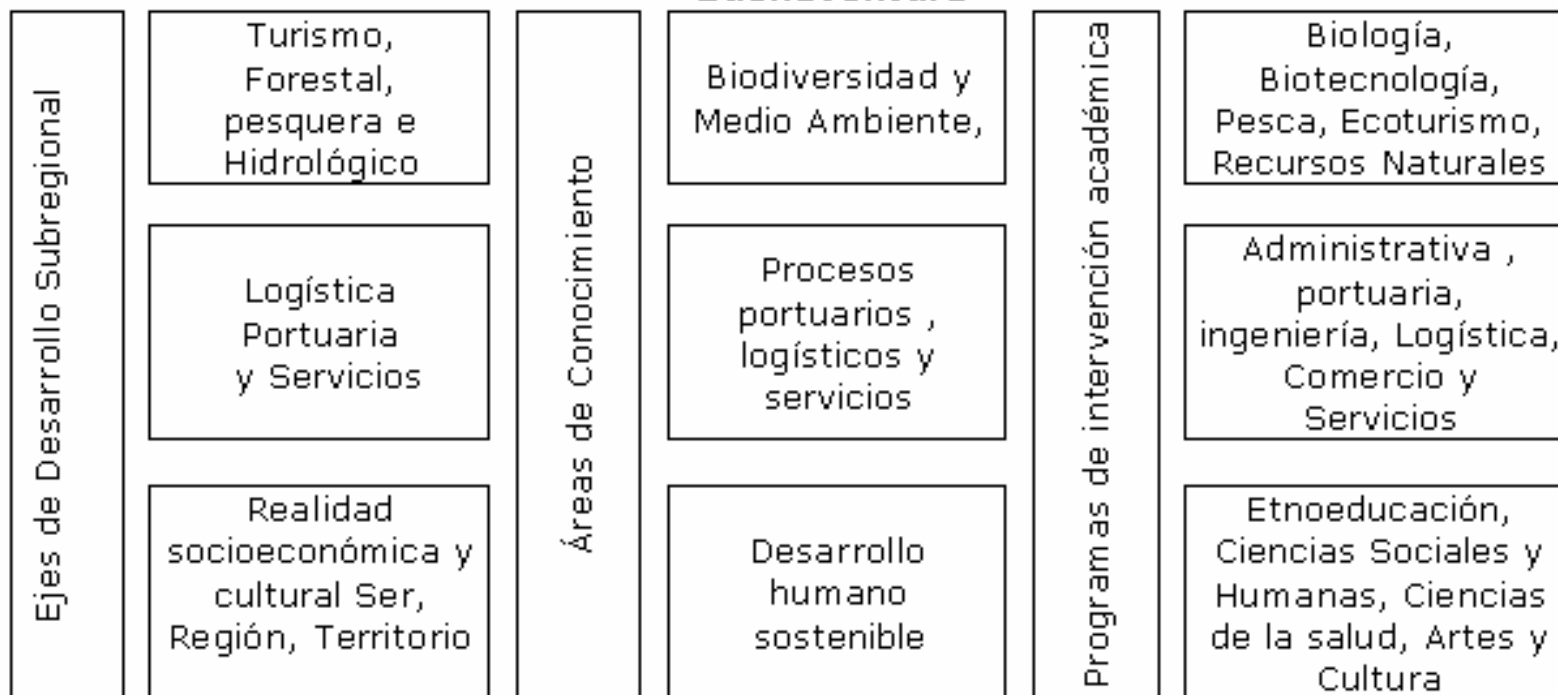 Ejes de Desarrollo Subregional
Turismo,
Forestal,
pesquera e
Hidrológico
Logística
Portuaria
y Servicios
Realidad
socioeconómica y
cultural Ser,
Región, Territorio
Áreas de Conocimiento
Biodiversidad y
Medio Ambiente,
Procesos
portuarios ,
logísticos y
servicios
Desarrollo
humano
sostenible
Programas de intervención académica
Biología,
Biotecnología,
Pesca, Ecoturismo,
Recursos Naturales
Administrativa ,
portuaria,
ingeniería, Logística,
Comercio y
Servicios
Etnoeducación,
Ciencias Sociales y
Humanas, Ciencias
de la salud, Artes y
Cultura